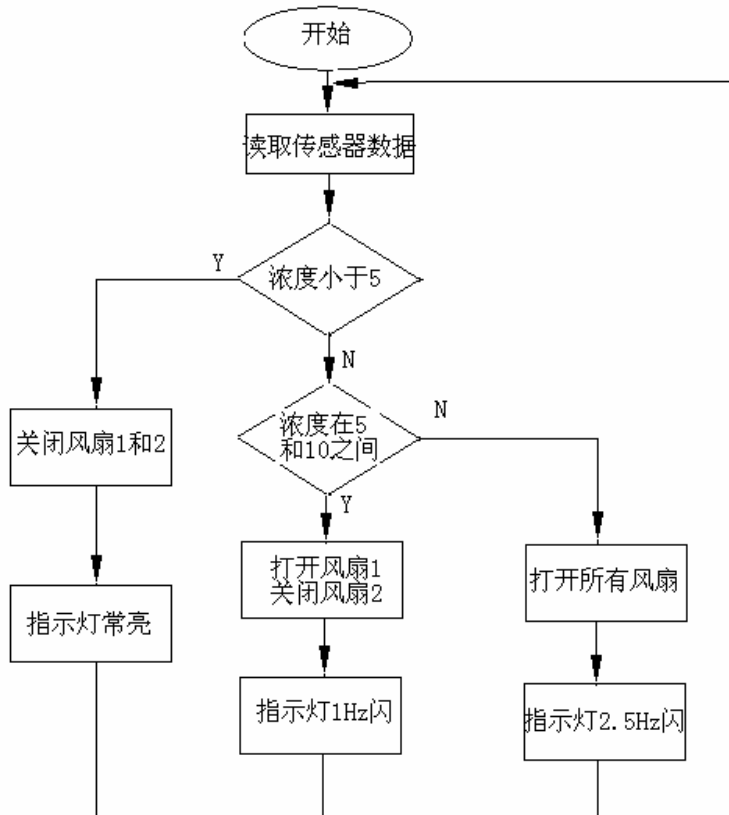 开始
读取传感器数据
Y
浓度小于5
N
浓度在5
和10之间
N
关闭风扇1和2
Y
打开风扇1
关闭风扇2
打开所有风扇
指示灯常亮
指示灯1Hz闪
指示灯2.5Hz闪